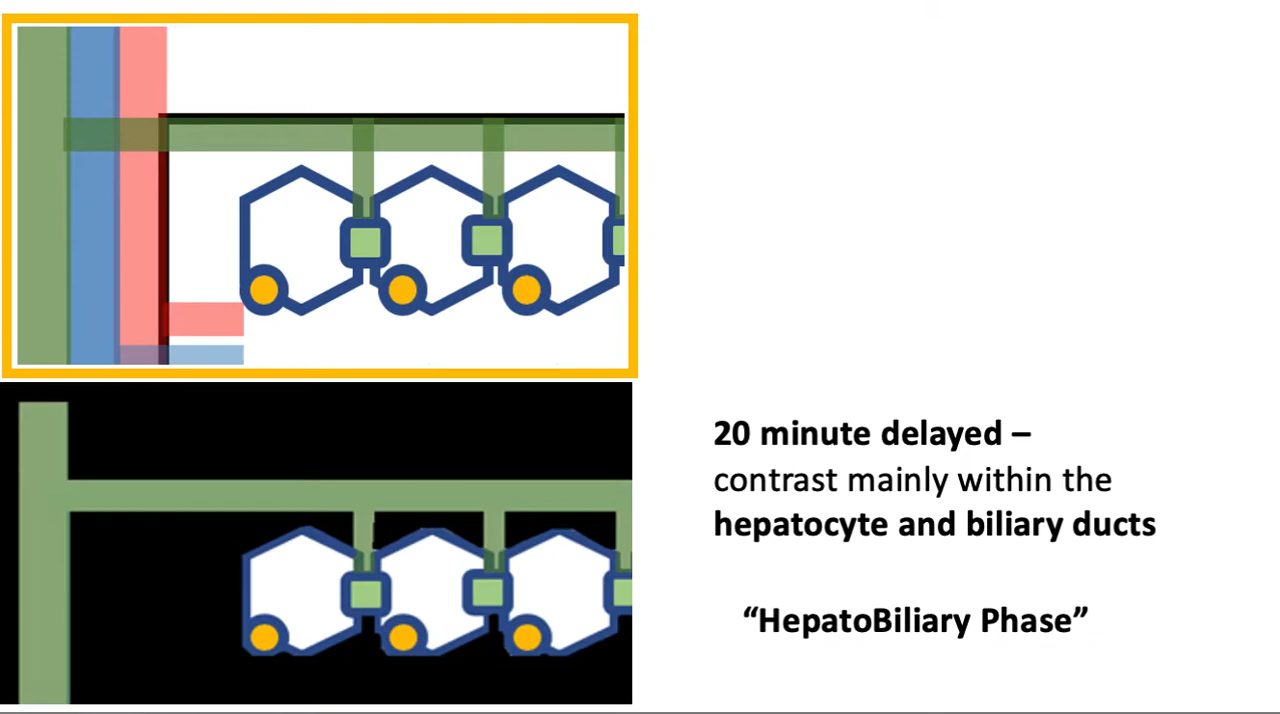 20 minute delayed –
contrast mainly within the
hepatocyte and biliary ducts
“HepatoBiliary Phase”